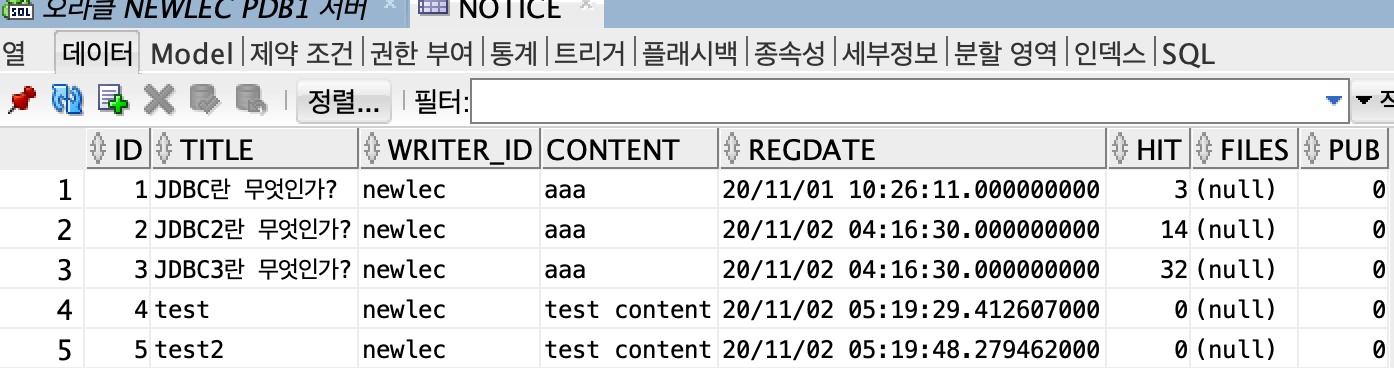 오라클 NEWLEC PDB1 서버 NOTICE
열 데이터 Model 제약 조건 권한 부여 통계 트리거 플래시백 종속성 세부정보 분할 영역 인덱스 SQL
정렬... 필터:
ID TITLE WRITER_ID CONTENT REGDATE HIT FILES PUB
1 1 JDBC란 무엇인가? newlec aaa 20/11/01 10:26:11.000000000 3 (null) 0
2 2 JDBC2란 무엇인가? newlec aaa 20/11/02 04:16:30.000000000 14 (null) 0
3 3 JDBC3란 무엇인가? newlec aaa 20/11/02 04:16:30.000000000 32 (null) 0
4 4 test newlec test content 20/11/02 05:19:29.412607000 0 (null) 0
5 5 test2 newlec test content 20/11/02 05:19:48.279462000 0 (null) 0